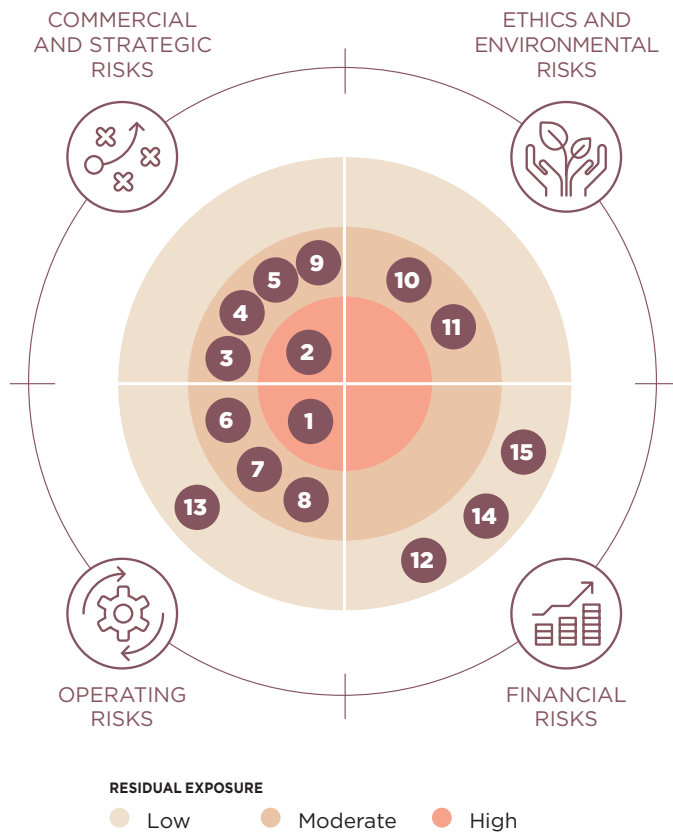 COMMERCIAL
AND STRATEGIC
RISKS
ETHICS AND
ENVIRONMENTAL
RISKS
9
5
10
4
11
2
3
6
1
15
7
8
13
14
12
OPERATING
RISKS
FINANCIAL
RISKS
RESIDUAL EXPOSURE
Low
Moderate
High